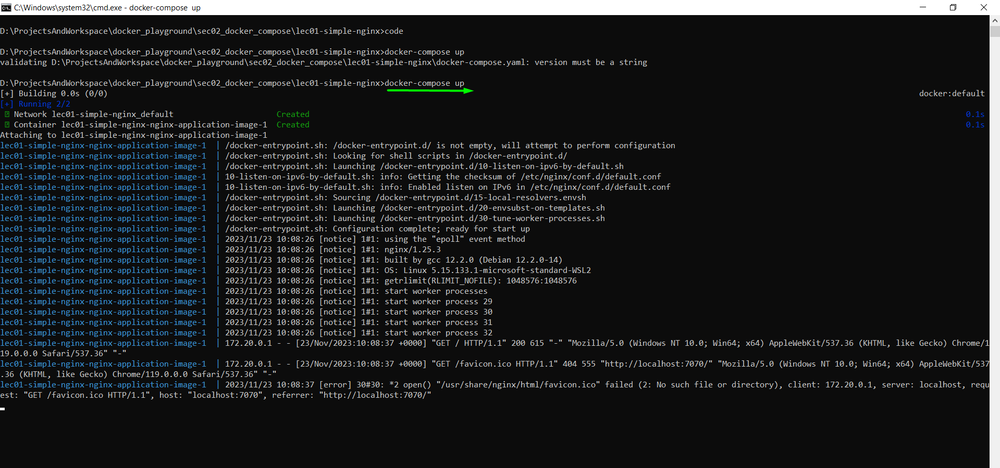 C:\Windows\system32\cmd.exe - docker-compose  up
D:\ProjectsAndWorkspace\docker_playground\sec02_docker_compose\lec01-simple-nginx>code
D:\ProjectsAndWorkspace\docker_playground\sec02_docker_compose\lec01-simple-nginx>docker-compose up
validating D:\ProjectsAndWorkspace\docker_playground\sec02_docker_compose\lec01-simple-nginx\docker-compose.yaml: version must be a string
D:\ProjectsAndWorkspace\docker_playground\sec02_docker_compose\lec01-simple-nginx>docker-compose up
[+] Building 0.0s (0/0) docker:default
[+] Running 2/2
Network lec01-simple-nginx_default Created 0.1s
Container lec01-simple-nginx-nginx-application-image-1 Created 0.1s
Attaching to lec01-simple-nginx-nginx-application-image-1
lec01-simple-nginx-nginx-application-image-1 | /docker-entrypoint.sh: /docker-entrypoint.d/ is not empty, will attempt to perform configuration
lec01-simple-nginx-nginx-application-image-1 | /docker-entrypoint.sh: Looking for shell scripts in /docker-entrypoint.d/
lec01-simple-nginx-nginx-application-image-1 | /docker-entrypoint.sh: Launching /docker-entrypoint.d/10-listen-on-ipv6-by-default.sh
lec01-simple-nginx-nginx-application-image-1 | 10-listen-on-ipv6-by-default.sh: info: Getting the checksum of /etc/nginx/conf.d/default.conf
lec01-simple-nginx-nginx-application-image-1 | 10-listen-on-ipv6-by-default.sh: info: Enabled listen on IPv6 in /etc/nginx/conf.d/default.conf
lec01-simple-nginx-nginx-application-image-1 | /docker-entrypoint.sh: Sourcing /docker-entrypoint.d/15-local-resolvers.envsh
lec01-simple-nginx-nginx-application-image-1 | /docker-entrypoint.sh: Launching /docker-entrypoint.d/20-envsubst-on-templates.sh
lec01-simple-nginx-nginx-application-image-1 | /docker-entrypoint.sh: Launching /docker-entrypoint.d/30-tune-worker-processes.sh
lec01-simple-nginx-nginx-application-image-1 | /docker-entrypoint.sh: Configuration complete; ready for start up
lec01-simple-nginx-nginx-application-image-1 | 2023/11/23 10:08:26 [notice] 1#1: using the "epoll" event method
lec01-simple-nginx-nginx-application-image-1 | 2023/11/23 10:08:26 [notice] 1#1: nginx/1.25.3
lec01-simple-nginx-nginx-application-image-1 | 2023/11/23 10:08:26 [notice] 1#1: built by gcc 12.2.0 (Debian 12.2.0-14)
lec01-simple-nginx-nginx-application-image-1 | 2023/11/23 10:08:26 [notice] 1#1: OS: Linux 5.15.133.1-microsoft-standard-WSL2
lec01-simple-nginx-nginx-application-image-1 | 2023/11/23 10:08:26 [notice] 1#1: getrlimit(RLIMIT_NOFILE): 1048576:1048576
lec01-simple-nginx-nginx-application-image-1 | 2023/11/23 10:08:26 [notice] 1#1: start worker processes
lec01-simple-nginx-nginx-application-image-1 | 2023/11/23 10:08:26 [notice] 1#1: start worker process 29
lec01-simple-nginx-nginx-application-image-1 | 2023/11/23 10:08:26 [notice] 1#1: start worker process 30
lec01-simple-nginx-nginx-application-image-1 | 2023/11/23 10:08:26 [notice] 1#1: start worker process 31
lec01-simple-nginx-nginx-application-image-1 | 2023/11/23 10:08:26 [notice] 1#1: start worker process 32
lec01-simple-nginx-nginx-application-image-1 | 172.20.0.1 - - [23/Nov/2023:10:08:37 +0000] "GET / HTTP/1.1" 200 615 "-" "Mozilla/5.0 (Windows NT 10.0; Win64; x64) AppleWebKit/537.36 (KHTML, like Gecko) Chrome/1
19.0.0.0 Safari/537.36" "-"
lec01-simple-nginx-nginx-application-image-1 | 172.20.0.1 - - [23/Nov/2023:10:08:37 +0000] "GET /favicon.ico HTTP/1.1" 404 555 "http://localhost:7070/" "Mozilla/5.0 (Windows NT 10.0; Win64; x64) AppleWebKit/537
.36 (KHTML, like Gecko) Chrome/119.0.0.0 Safari/537.36" "-"
lec01-simple-nginx-nginx-application-image-1 | 2023/11/23 10:08:37 [error] 30#30: *2 open() "/usr/share/nginx/html/favicon.ico" failed (2: No such file or directory), client: 172.20.0.1, server: localhost, requ
est: "GET /favicon.ico HTTP/1.1", host: "localhost:7070", referrer: "http://localhost:7070/"